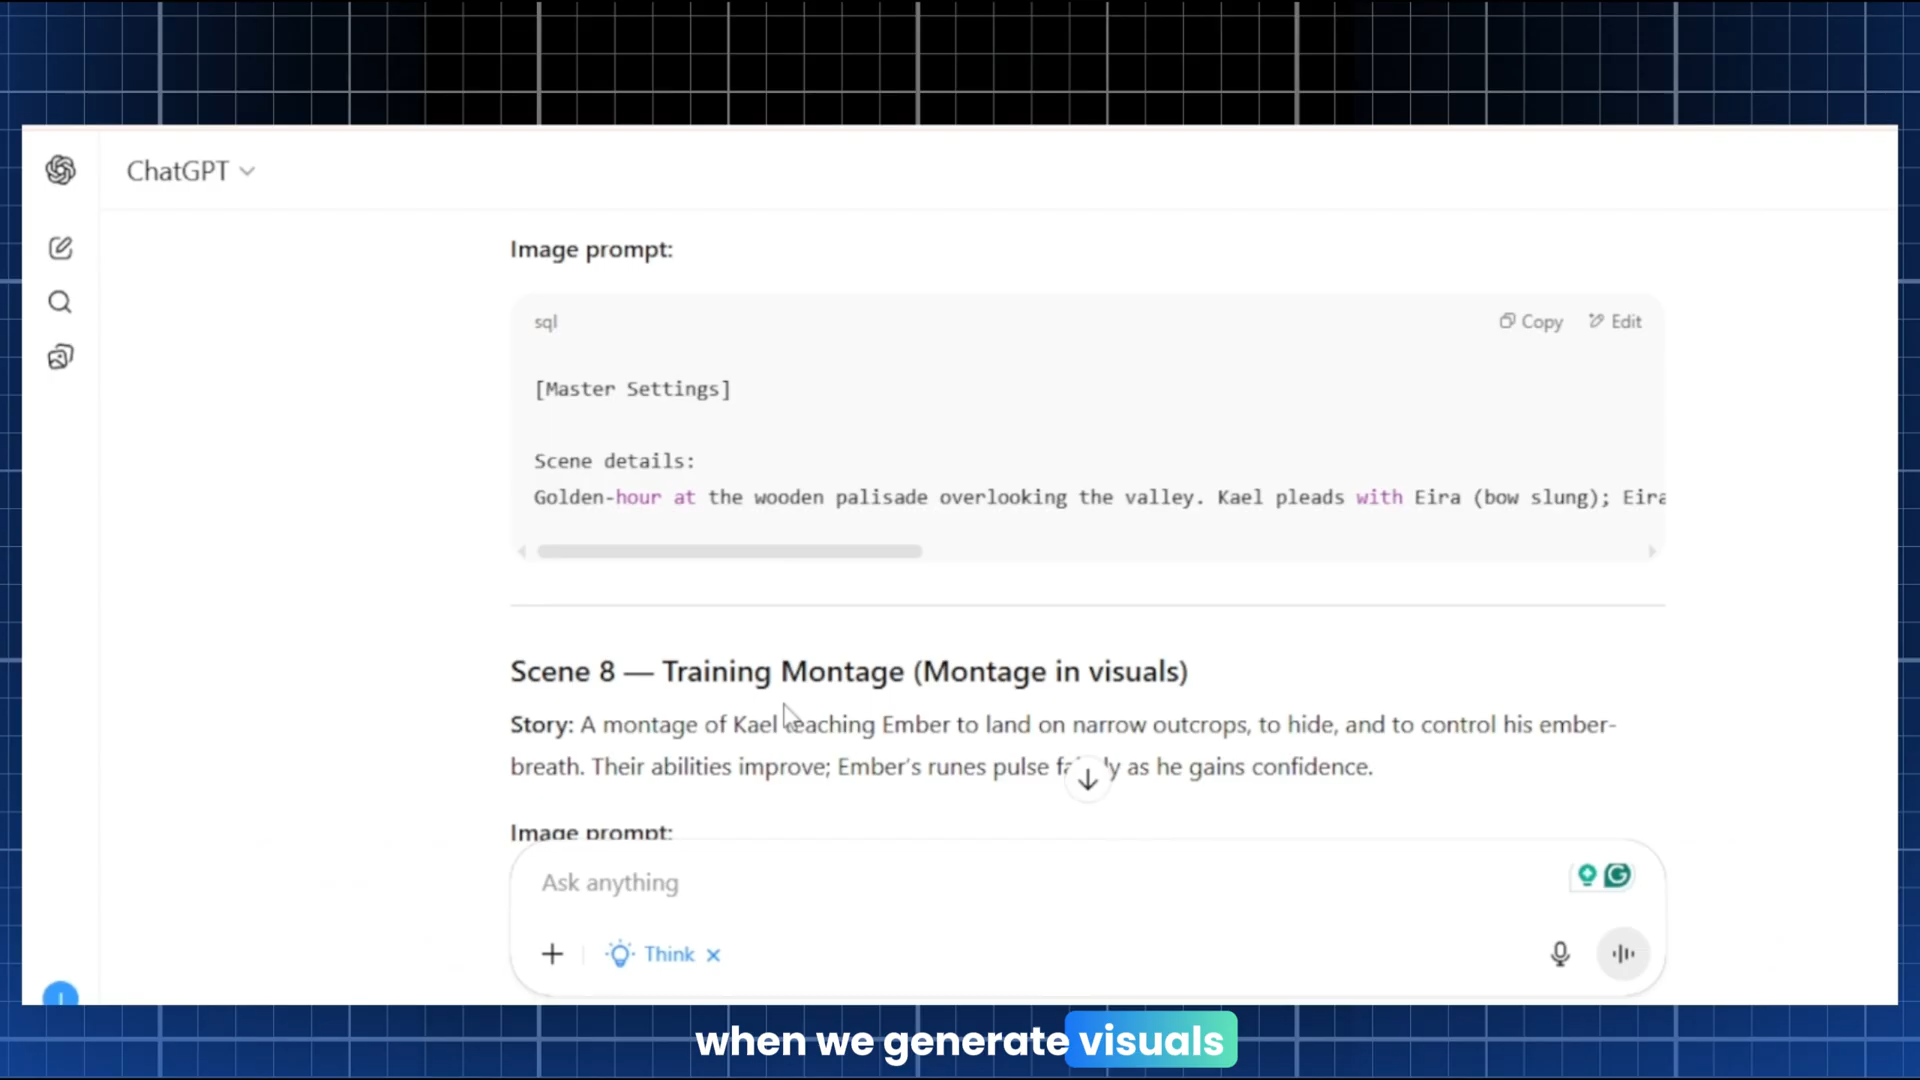 ChatGPT
Image prompt:
sql
Copy
Edit
[Master Settings]
Scene details:
Golden-hour at the wooden palisade overlooking the valley. Kael pleads with Eira (bow slung); Eira
Scene 8 — Training Montage (Montage in visuals)
Story: A montage of Kael teaching Ember to land on narrow outcrops, to hide, and to control his ember-
breath. Their abilities improve; Ember's runes pulse as he gains confidence.
Image prompt:
Ask anything
Think
when we generate visuals